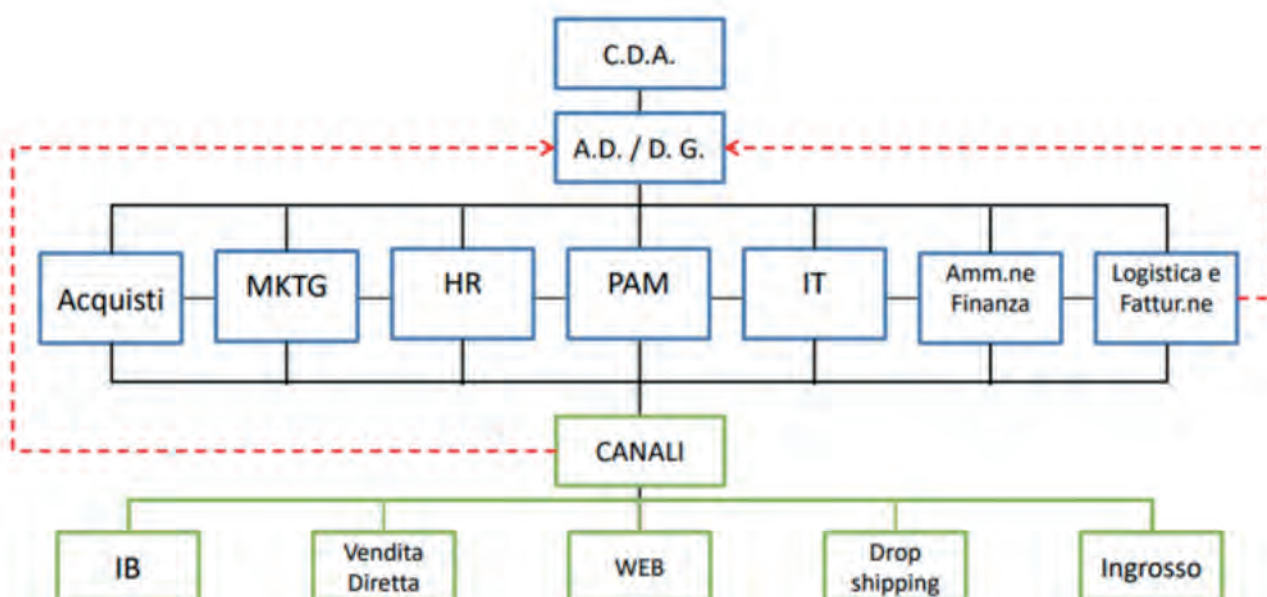 C.D.A.
A.D. / D. G.
Acquisti
MKTG
HR
PAM
IT
Amm.ne
Finanza
Logistica e
Fattur.ne
CANALI
IB
Vendita
Diretta
WEB
Drop
shipping
Ingrosso